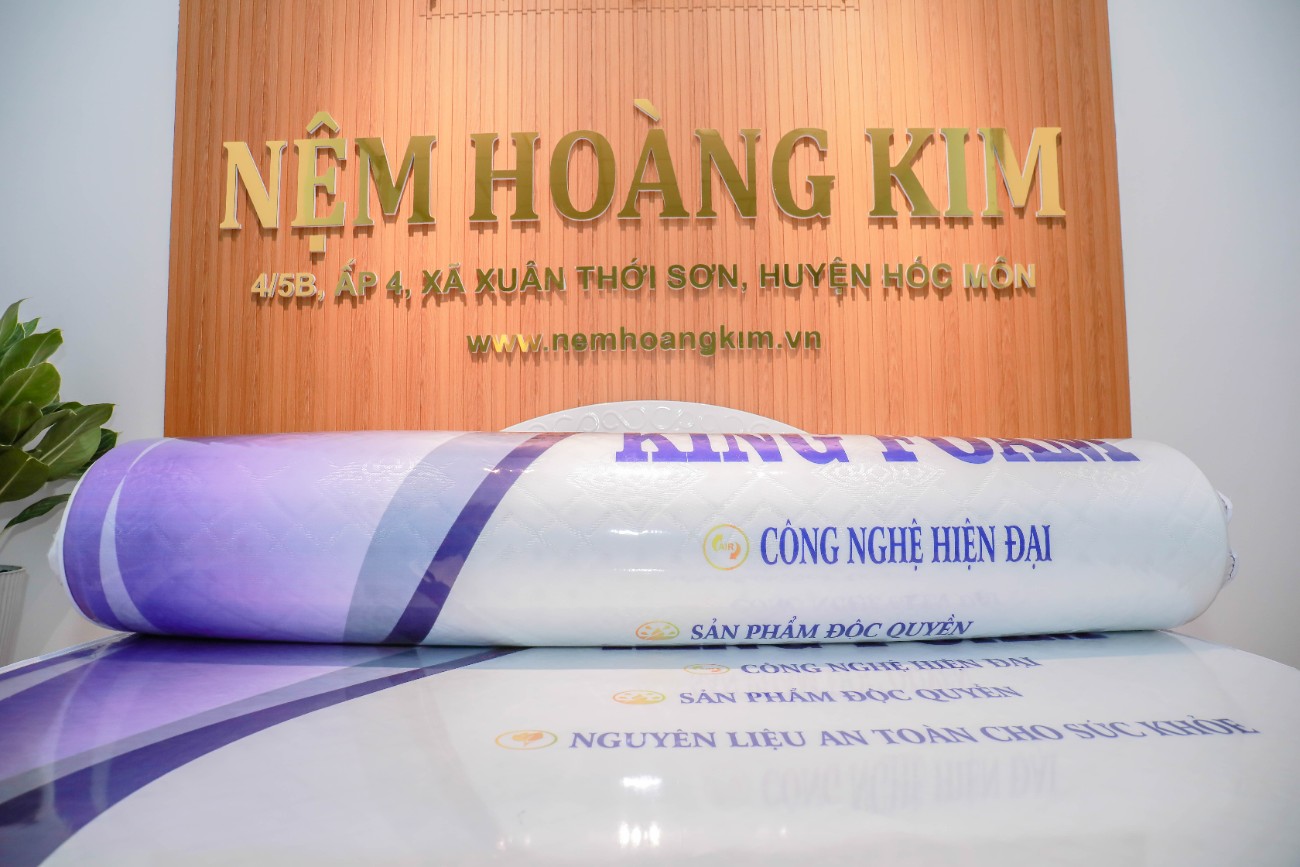 NỆM HOÀNG KIM
4/5B, ẤP 4, XÃ XUÂN THỚI SƠN, HUYỆN HÓC MÔN
www.nemhoangkim.vn
KING FOAM
CÔNG NGHỆ HIỆN ĐẠI
SẢN PHẨM ĐỘC QUYỀN
CÔNG NGHỆ HIỆN ĐẠI
SẢN PHẨM ĐỘC QUYỀN
NGUYÊN LIỆU AN TOÀN CHO SỨC KHỎE